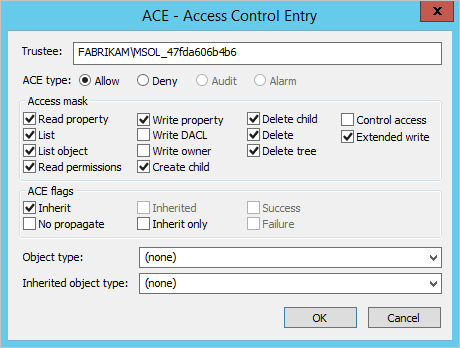 ACE - Access Control Entry
x
Trustee: FABRIKAM\MSOL_47fda606b4b6
ACE type: Allow Deny Audit Alarm
Access mask
Read property Write property Delete child Control access
List Write DACL Delete Extended write
List object Write owner Delete tree
Read permissions Create child
ACE flags
Inherit Inherited Success
No propagate Inherit only Failure
Object type: (none)
Inherited object type: (none)
OK Cancel